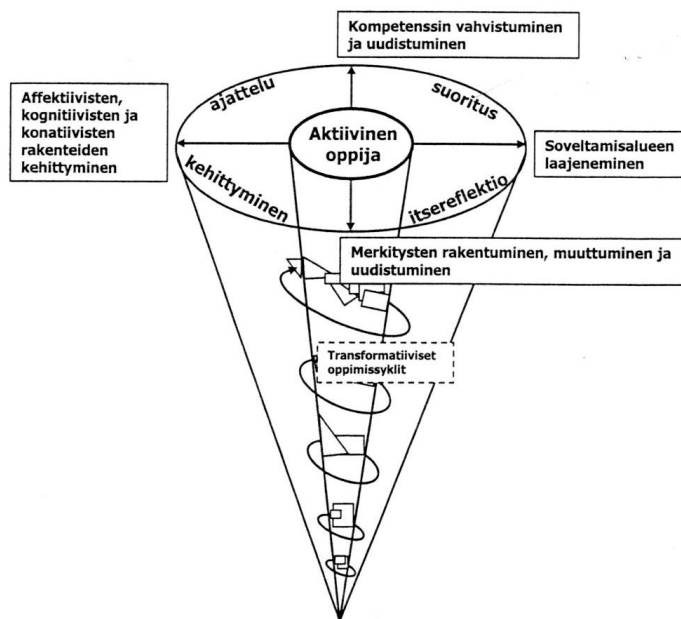 Kompetenssin vahvistuminen
ja uudistuminen
Affektiivisten,
kognitiivisten ja
konatiivisten
rakenteiden
kehittyminen
ajattelu
suoritus
Aktiivinen
oppija
Soveltamisalueen
laajeneminen
kehittyminen
itsereflektio
Merkitysten rakentuminen, muuttuminen ja
uudistuminen
Transformatiiviset
oppimissyklit